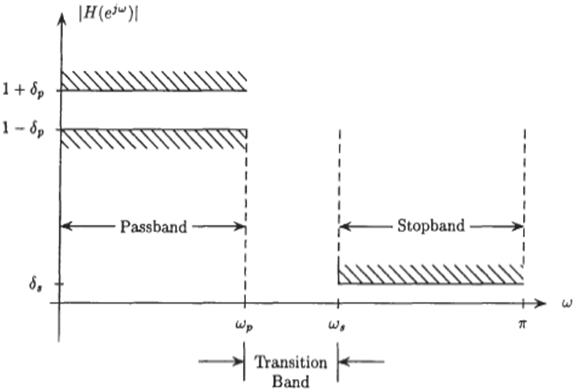 |H(e^{jω})|
1 + δ_p
1 − δ_p
Passband
Stopband
δ_s
ω
ω_p
ω_s
π
Transition
Band